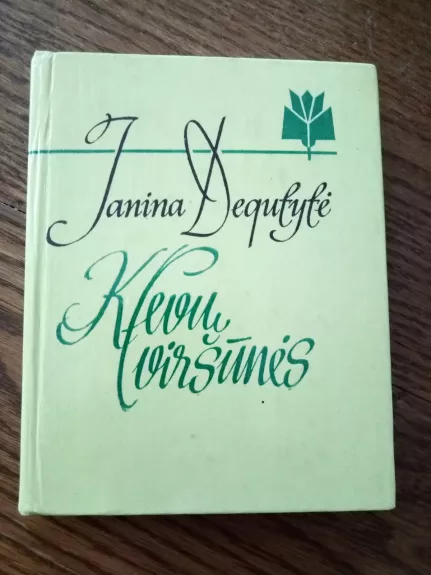 Janina Degutytė
Klevų
viršūnės